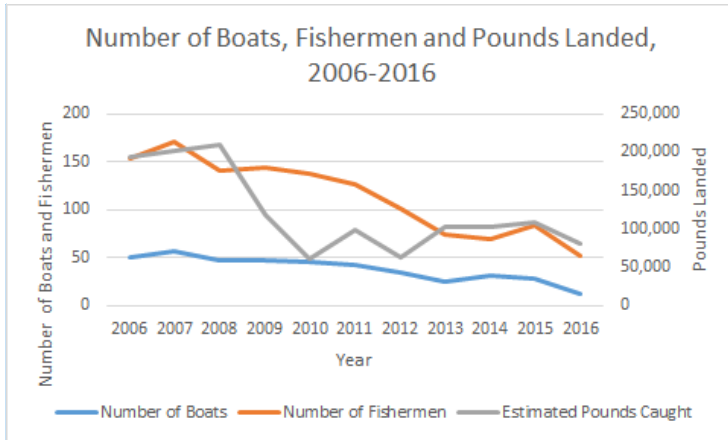 Number of Boats, Fishermen and Pounds Landed,
2006-2016
Number of Boats and Fishermen
200
150
100
50
0
250,000
200,000
150,000
100,000
50,000
0
Pounds Landed
2006 2007 2008 2009 2010 2011 2012 2013 2014 2015 2016
Year
Number of Boats Number of Fishermen Estimated Pounds Caught